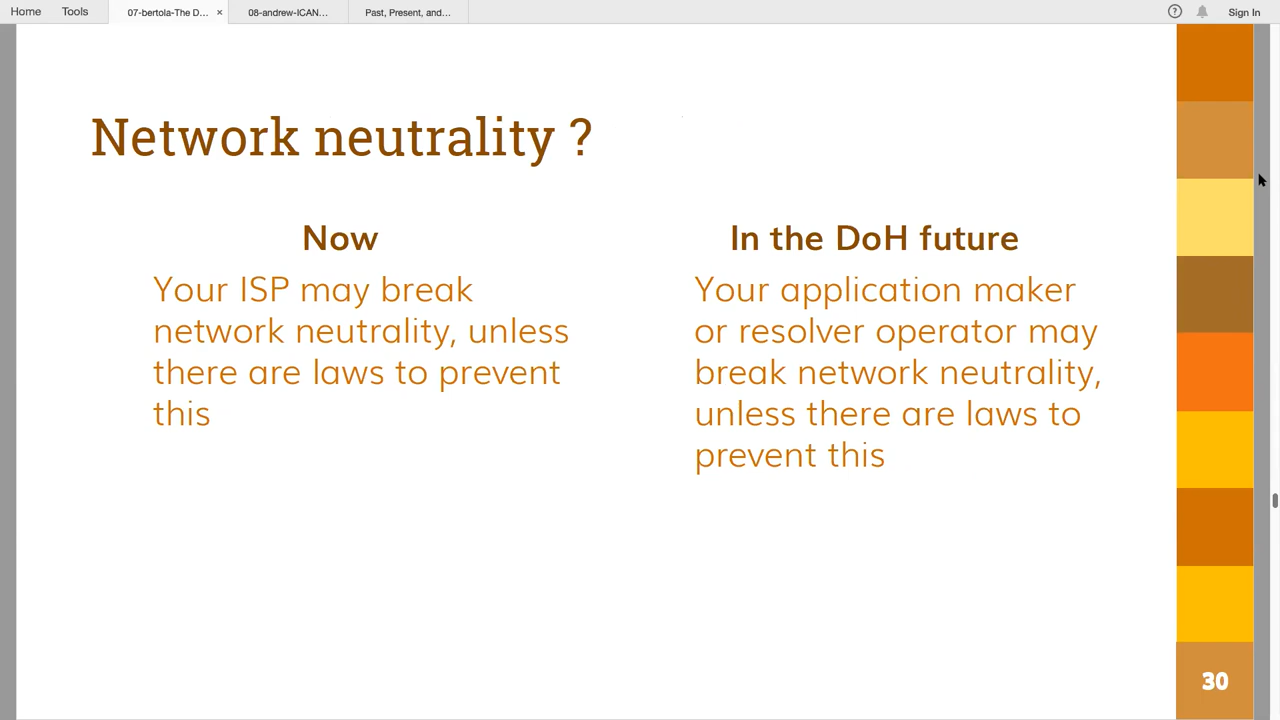 Home Tools 07-bertola-The D... × 08-andrew-ICAN... Past, Present, and... ? Sign In
Network neutrality ?
Now
Your ISP may break
network neutrality, unless
there are laws to prevent
this
In the DoH future
Your application maker
or resolver operator may
break network neutrality,
unless there are laws to
prevent this
30